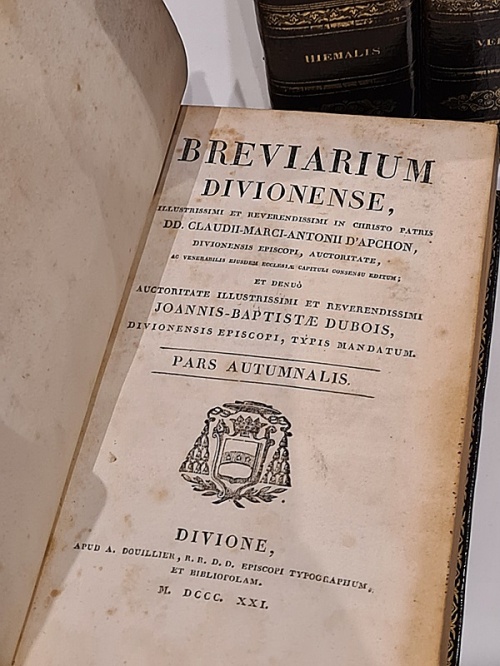 HIEMALIS
VE
BREVIARIUM
DIVIONENSE,
ILLUSTRISSIMI ET REVERENDISSIMI IN CHRISTO PATRIS
DD. CLAUDII-MARCI-ANTONII D'APCHON,
DIVIONENSIS EPISCOPI, AUCTORITATE,
AC VENERABILIS EJUSDEM ECCLESIÆ CAPITULI CONSENSU EDITUM;
ET DENUÒ
AUCTORITATE ILLUSTRISSIMI ET REVERENDISSIMI
JOANNIS-BAPTISTÆ DUBOIS,
DIVIONENSIS EPISCOPI, TYPIS MANDATUM.
PARS AUTUMNALIS.
DIVIONE,
APUD A. DOUILLIER, R. R. D. D. EPISCOPI TYPOGRAPHUM,
ET BIBLIOPOLAM.
M. DCCC. XXI.